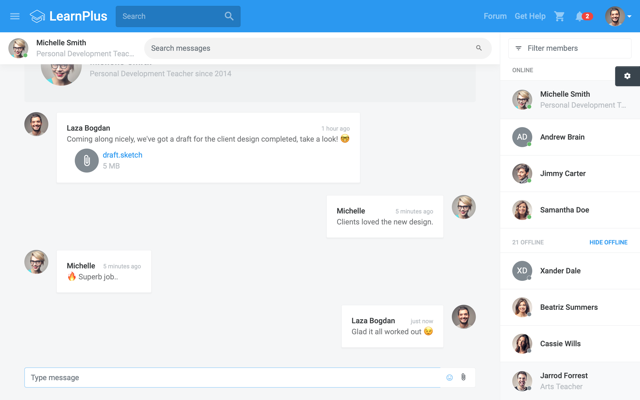 LearnPlus
Search
Forum
Get Help
2
Michelle Smith
Personal Development Teac...
Search messages
Personal Development Teacher since 2014
Laza Bogdan
1 hour ago
Coming along nicely, we've got a draft for the client design completed, take a look! 🤓
draft.sketch
5 MB
Michelle
5 minutes ago
Clients loved the new design.
Michelle
5 minutes ago
🔥 Superb job..
Laza Bogdan
just now
Glad it all worked out 😉
Type message
Filter members
ONLINE
Michelle Smith
Personal Development T...
AD
Andrew Brain
Jimmy Carter
Samantha Doe
21 OFFLINE
HIDE OFFLINE
XD
Xander Dale
Beatriz Summers
Cassie Wills
Jarrod Forrest
Arts Teacher